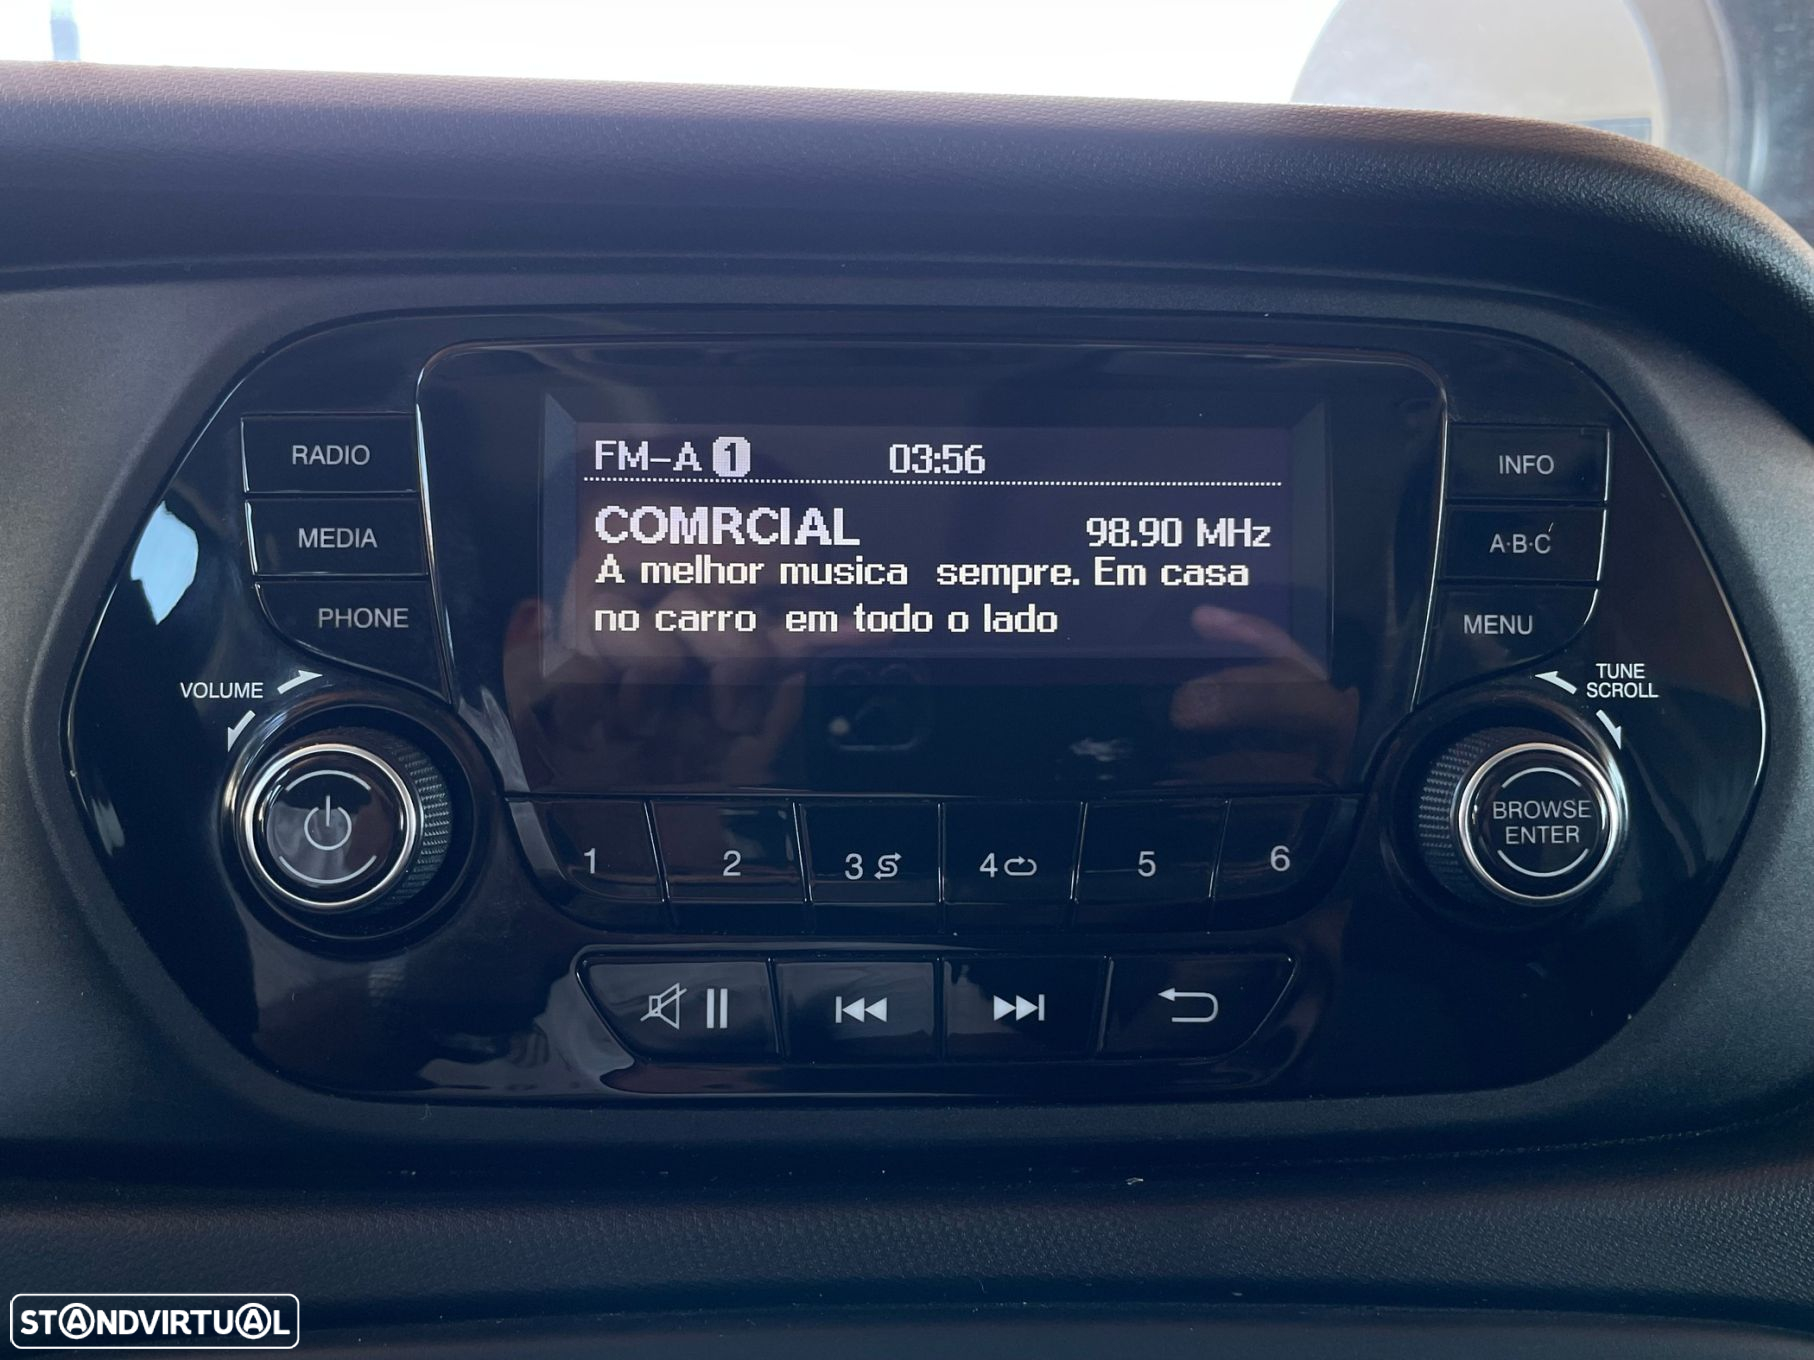 FM-A 1 03:56
COMRCIAL 98.90 MHz
A melhor musica sempre. Em casa
no carro em todo o lado
RADIO
MEDIA
PHONE
VOLUME
INFO
A·B·C
MENU
TUNE
SCROLL
BROWSE
ENTER
1 2 3 4 5 6
STANDVIRTUAL